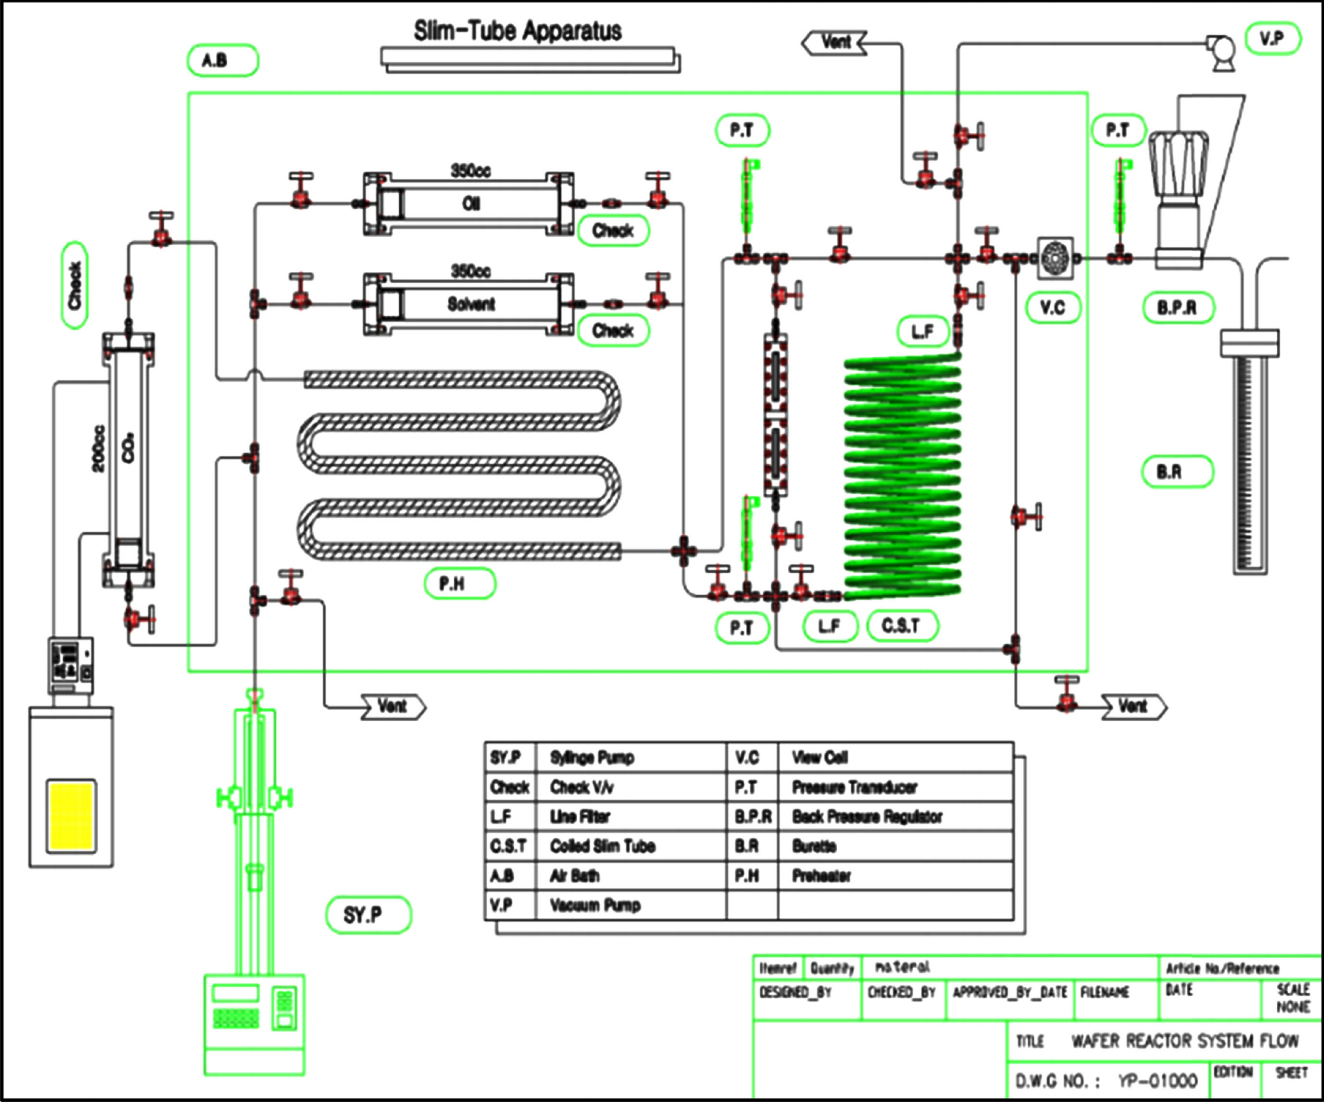 Slim-Tube Apparatus
A.B
Vent
V.P
P.T
P.T
350cc
Oil
Check
Check
350cc
Solvent
Check
V.C
B.P.R
L.F
200cc
CO₂
B.R
P.H
P.T
L.F
C.S.T
Vent
Vent
SY.P
SY.P Sylinge Pump V.C View Cell
Check Check V/v P.T Pressure Transducer
L.F Line Filter B.P.R Back Pressure Regulator
C.S.T Coiled Slim Tube B.R Burette
A.B Air Bath P.H Preheater
V.P Vacuum Pump
Itemref Quantity materal Article No./Reference
DESIGNED_BY CHECKED_BY APPROVED_BY_DATE FILENAME DATE SCALE
NONE
TITLE WAFER REACTOR SYSTEM FLOW
D.W.G NO. : YP-01000 EDITION SHEET